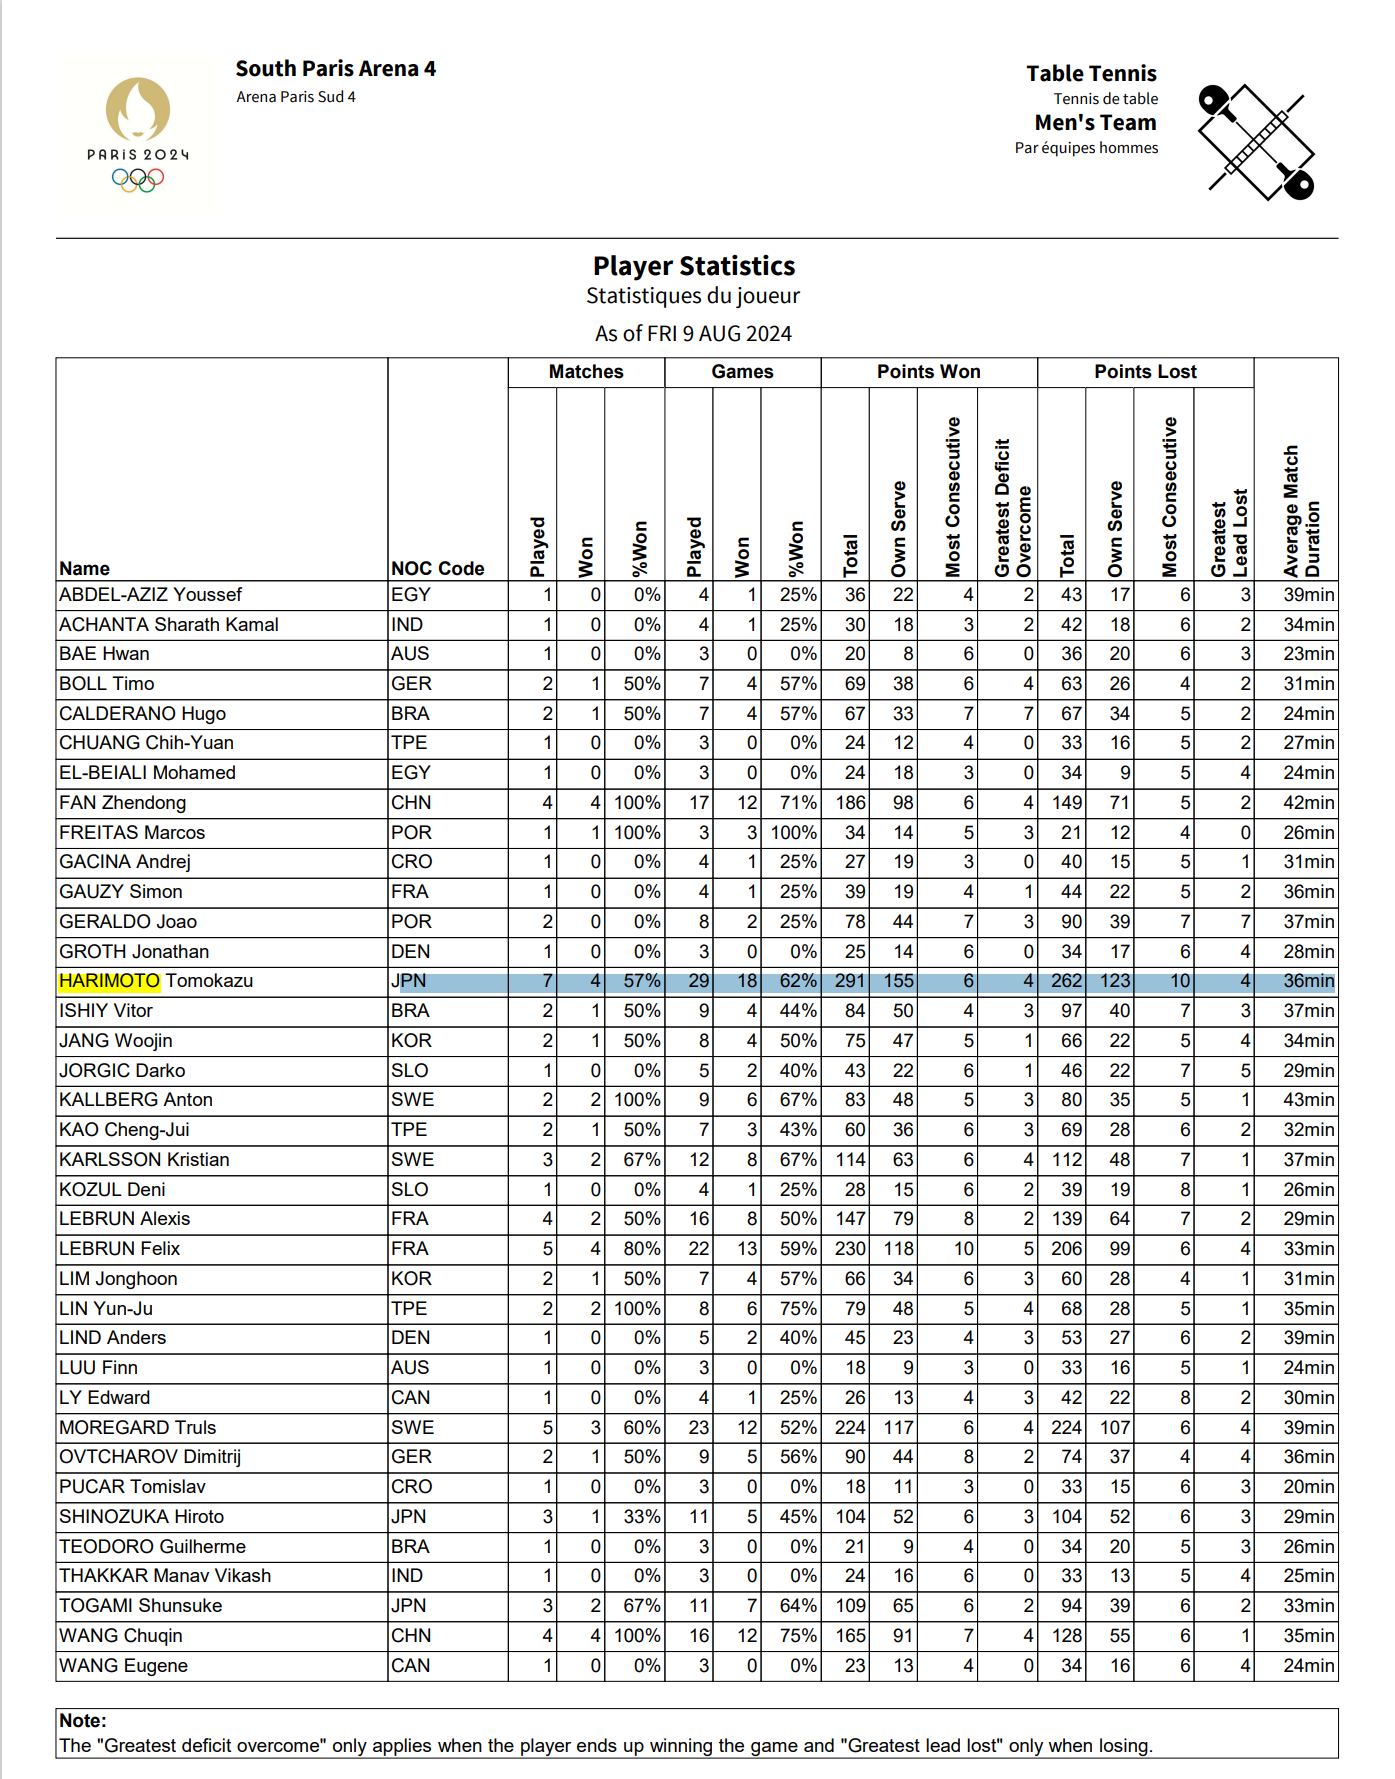 South Paris Arena 4
Arena Paris Sud 4
Table Tennis
Tennis de table
Men's Team
Par équipes hommes
PARIS 2024
Player Statistics
Statistiques du joueur
As of FRI 9 AUG 2024
Matches Games Points Won Points Lost
Name NOC Code Played Won %Won Played Won %Won Total Own Serve Most Consecutive Greatest Deficit Overcome Total Own Serve Most Consecutive Greatest Lead Lost Average Match Duration
ABDEL-AZIZ Youssef EGY 1 0 0% 4 1 25% 36 22 4 2 43 17 6 3 39min
ACHANTA Sharath Kamal IND 1 0 0% 4 1 25% 30 18 3 2 42 18 6 2 34min
BAE Hwan AUS 1 0 0% 3 0 0% 20 8 6 0 36 20 6 3 23min
BOLL Timo GER 2 1 50% 7 4 57% 69 38 6 4 63 26 4 2 31min
CALDERANO Hugo BRA 2 1 50% 7 4 57% 67 33 7 7 67 34 5 2 24min
CHUANG Chih-Yuan TPE 1 0 0% 3 0 0% 24 12 4 0 33 16 5 2 27min
EL-BEIALI Mohamed EGY 1 0 0% 3 0 0% 24 18 3 0 34 9 5 4 24min
FAN Zhendong CHN 4 4 100% 17 12 71% 186 98 6 4 149 71 5 2 42min
FREITAS Marcos POR 1 1 100% 3 3 100% 34 14 5 3 21 12 4 0 26min
GACINA Andrej CRO 1 0 0% 4 1 25% 27 19 3 0 40 15 5 1 31min
GAUZY Simon FRA 1 0 0% 4 1 25% 39 19 4 1 44 22 5 2 36min
GERALDO Joao POR 2 0 0% 8 2 25% 78 44 7 3 90 39 7 7 37min
GROTH Jonathan DEN 1 0 0% 3 0 0% 25 14 6 0 34 17 6 4 28min
HARIMOTO Tomokazu JPN 7 4 57% 29 18 62% 291 155 6 4 262 123 10 4 36min
ISHIY Vitor BRA 2 1 50% 9 4 44% 84 50 4 3 97 40 7 3 37min
JANG Woojin KOR 2 1 50% 8 4 50% 75 47 5 1 66 22 5 4 34min
JORGIC Darko SLO 1 0 0% 5 2 40% 43 22 6 1 46 22 7 5 29min
KALLBERG Anton SWE 2 2 100% 9 6 67% 83 48 5 3 80 35 5 1 43min
KAO Cheng-Jui TPE 2 1 50% 7 3 43% 60 36 6 3 69 28 6 2 32min
KARLSSON Kristian SWE 3 2 67% 12 8 67% 114 63 6 4 112 48 7 1 37min
KOZUL Deni SLO 1 0 0% 4 1 25% 28 15 6 2 39 19 8 1 26min
LEBRUN Alexis FRA 4 2 50% 16 8 50% 147 79 8 2 139 64 7 2 29min
LEBRUN Felix FRA 5 4 80% 22 13 59% 230 118 10 5 206 99 6 4 33min
LIM Jonghoon KOR 2 1 50% 7 4 57% 66 34 6 3 60 28 4 1 31min
LIN Yun-Ju TPE 2 2 100% 8 6 75% 79 48 5 4 68 28 5 1 35min
LIND Anders DEN 1 0 0% 5 2 40% 45 23 4 3 53 27 6 2 39min
LUU Finn AUS 1 0 0% 3 0 0% 18 9 3 0 33 16 5 1 24min
LY Edward CAN 1 0 0% 4 1 25% 26 13 4 3 42 22 8 2 30min
MOREGARD Truls SWE 5 3 60% 23 12 52% 224 117 6 4 224 107 6 4 39min
OVTCHAROV Dimitrij GER 2 1 50% 9 5 56% 90 44 8 2 74 37 4 4 36min
PUCAR Tomislav CRO 1 0 0% 3 0 0% 18 11 3 0 33 15 6 3 20min
SHINOZUKA Hiroto JPN 3 1 33% 11 5 45% 104 52 6 3 104 52 6 3 29min
TEODORO Guilherme BRA 1 0 0% 3 0 0% 21 9 4 0 34 20 5 3 26min
THAKKAR Manav Vikash IND 1 0 0% 3 0 0% 24 16 6 0 33 13 5 4 25min
TOGAMI Shunsuke JPN 3 2 67% 11 7 64% 109 65 6 2 94 39 6 2 33min
WANG Chuqin CHN 4 4 100% 16 12 75% 165 91 7 4 128 55 6 1 35min
WANG Eugene CAN 1 0 0% 3 0 0% 23 13 4 0 34 16 6 4 24min
Note:
The "Greatest deficit overcome" only applies when the player ends up winning the game and "Greatest lead lost" only when losing.